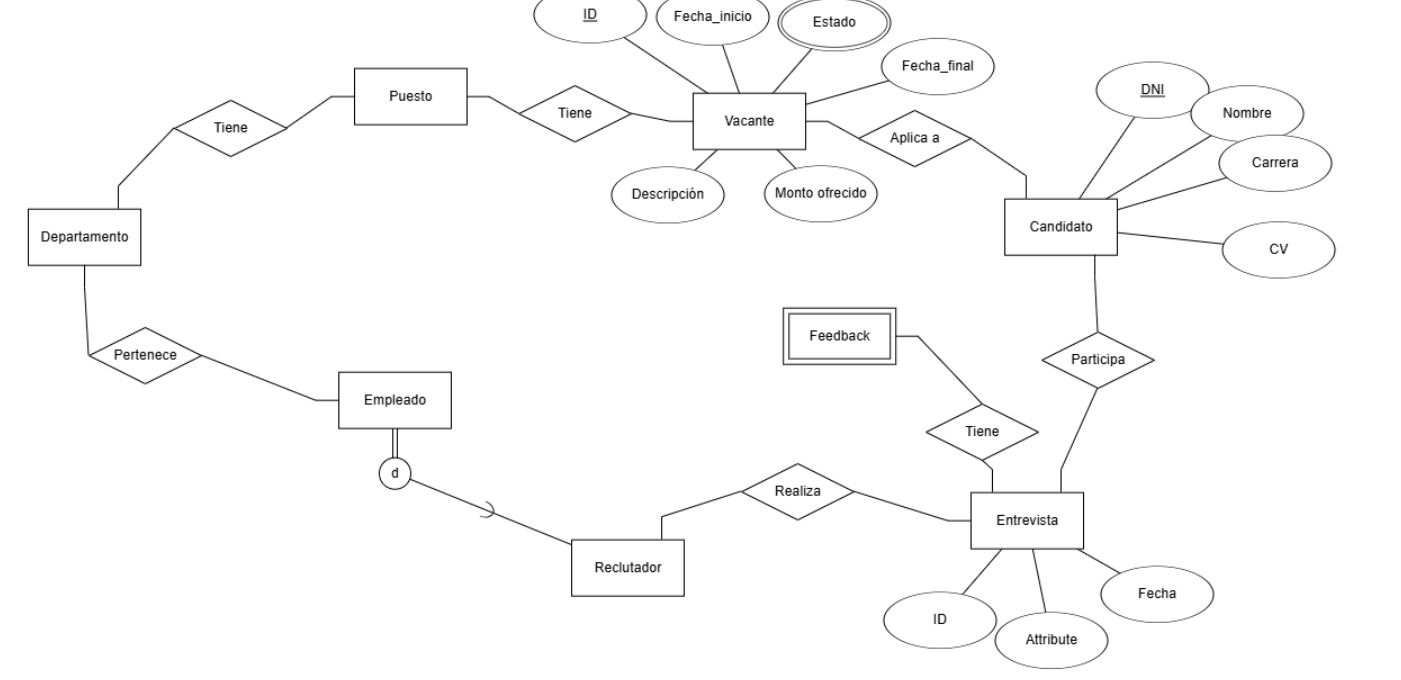 ID
Fecha_inicio
Estado
Fecha_final
Puesto
Tiene
Tiene
Vacante
Aplica a
DNI
Nombre
Carrera
Descripción
Monto ofrecido
Departamento
Candidato
CV
Feedback
Pertenece
Participa
Empleado
Tiene
d
Realiza
Entrevista
Reclutador
Fecha
ID
Attribute